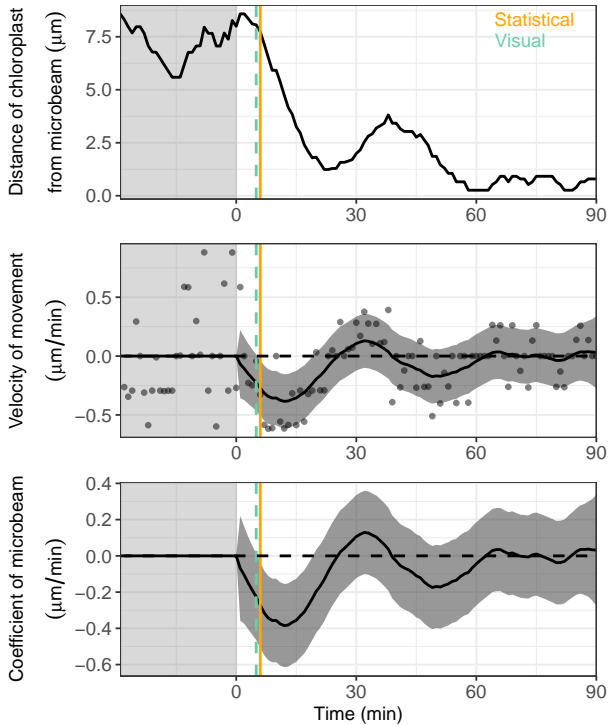 Distance of chloroplast
from microbeam (μm)
7.5
5.0
2.5
0.0
Statistical
Visual
0
30
60
90
Velocity of movement
(μm/min)
0.5
0.0
−0.5
0
30
60
90
Coefficient of microbeam
(μm/min)
0.4
0.2
0.0
−0.2
−0.4
−0.6
0
30
60
90
Time (min)